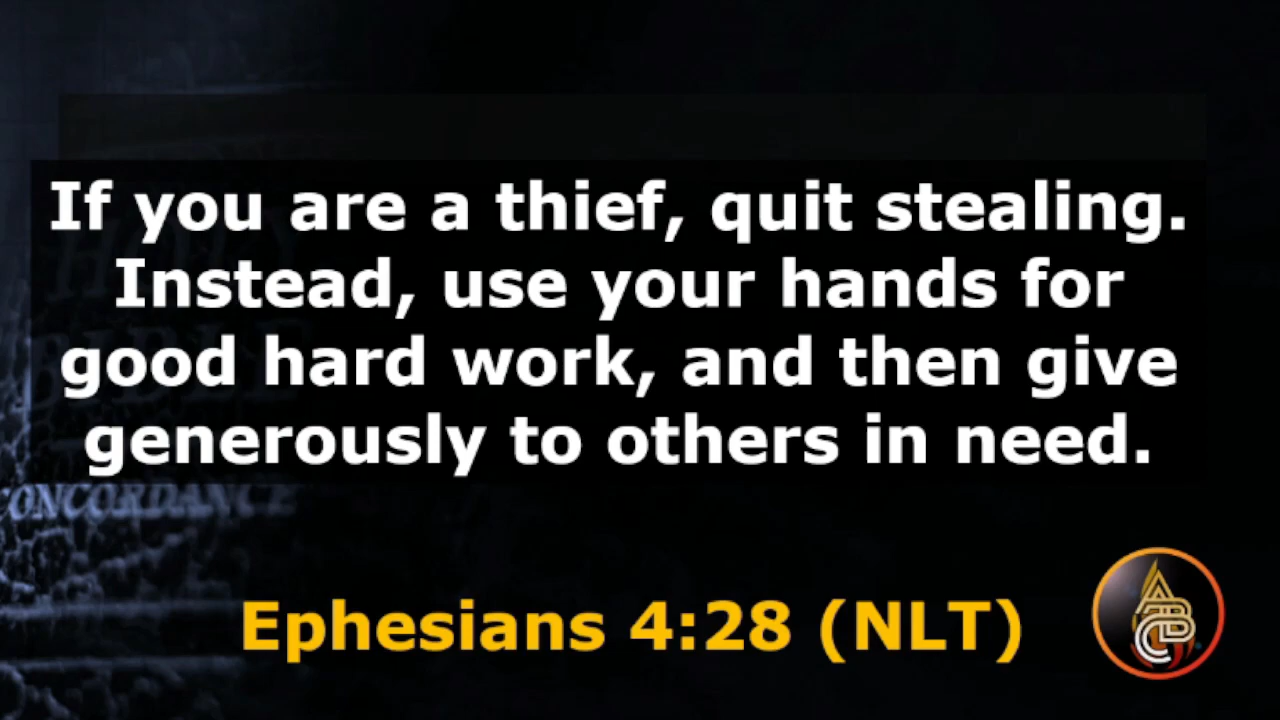 If you are a thief, quit stealing.
Instead, use your hands for
good hard work, and then give
generously to others in need.
ONCORDANCE
Ephesians 4:28 (NLT)